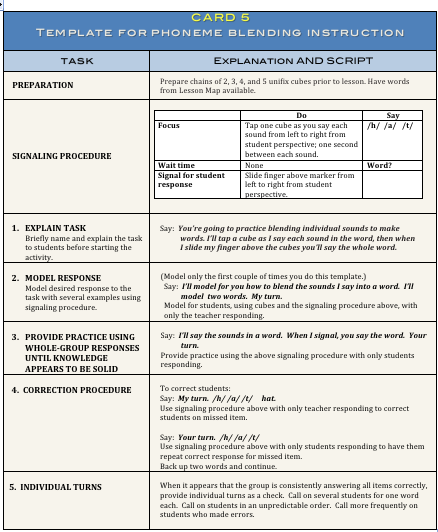 CARD 5
TEMPLATE FOR PHONEME BLENDING INSTRUCTION
TASK
EXPLANATION AND SCRIPT
PREPARATION
Prepare chains of 2, 3, 4, and 5 unifix cubes prior to lesson. Have words
from Lesson Map available.
SIGNALING PROCEDURE
Do
Say
Focus
Tap one cube as you say each
sound from left to right from
student perspective; one second
between each sound.
/h/ /a/ /t/
Wait time
None
Word?
Signal for student
response
Slide finger above marker from
left to right from student
perspective.
1. EXPLAIN TASK
Briefly name and explain the task
to students before starting the
activity.
Say: You're going to practice blending individual sounds to make
words. I'll tap a cube as I say each sound in the word, then when
I slide my finger above the cubes you'll say the whole word.
2. MODEL RESPONSE
Model desired response to the
task with several examples using
signaling procedure.
(Model only the first couple of times you do this template.)
Say: I'll model for you how to blend the sounds I say into a word. I'll
model two words. My turn.
Model for students, using cubes and the signaling procedure above, with
only the teacher responding.
3. PROVIDE PRACTICE USING
WHOLE-GROUP RESPONSES
UNTIL KNOWLEDGE
APPEARS TO BE SOLID
Say: I'll say the sounds in a word. When I signal, you say the word. Your
turn.
Provide practice using the above signaling procedure with only students
responding.
4. CORRECTION PROCEDURE
To correct students:
Say: My turn. /h/ /a/ /t/ hat.
Use signaling procedure above with only teacher responding to correct
students on missed item.
Say: Your turn. /h/ /a/ /t/
Use signaling procedure above with only students responding to have them
repeat correct response for missed item.
Back up two words and continue.
5. INDIVIDUAL TURNS
When it appears that the group is consistently answering all items correctly,
provide individual turns as a check. Call on several students for one word
each. Call on students in an unpredictable order. Call more frequently on
students who made errors.